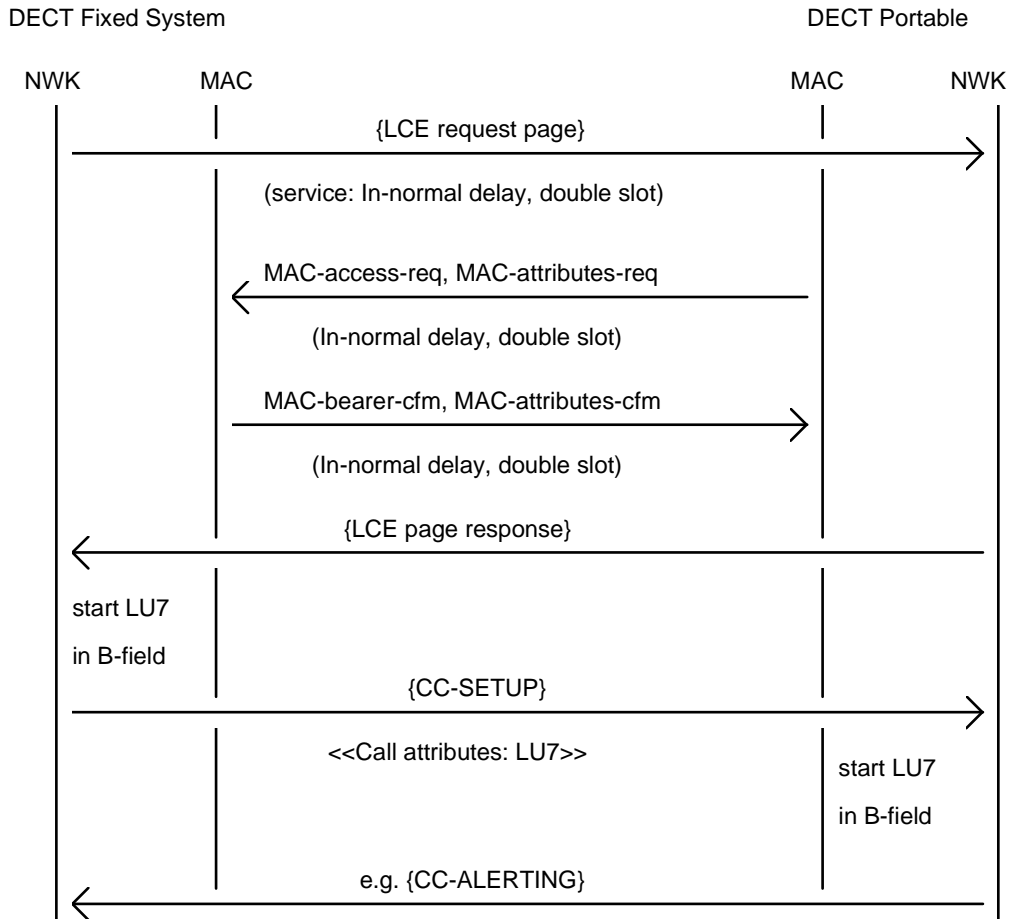 DECT Fixed System DECT Portable
NWK MAC MAC NWK
{LCE request page}
(service: In-normal delay, double slot)
MAC-access-req, MAC-attributes-req
(In-normal delay, double slot)
MAC-bearer-cfm, MAC-attributes-cfm
(In-normal delay, double slot)
{LCE page response}
start LU7
in B-field
{CC-SETUP}
<<Call attributes: LU7>>
start LU7
in B-field
e.g. {CC-ALERTING}